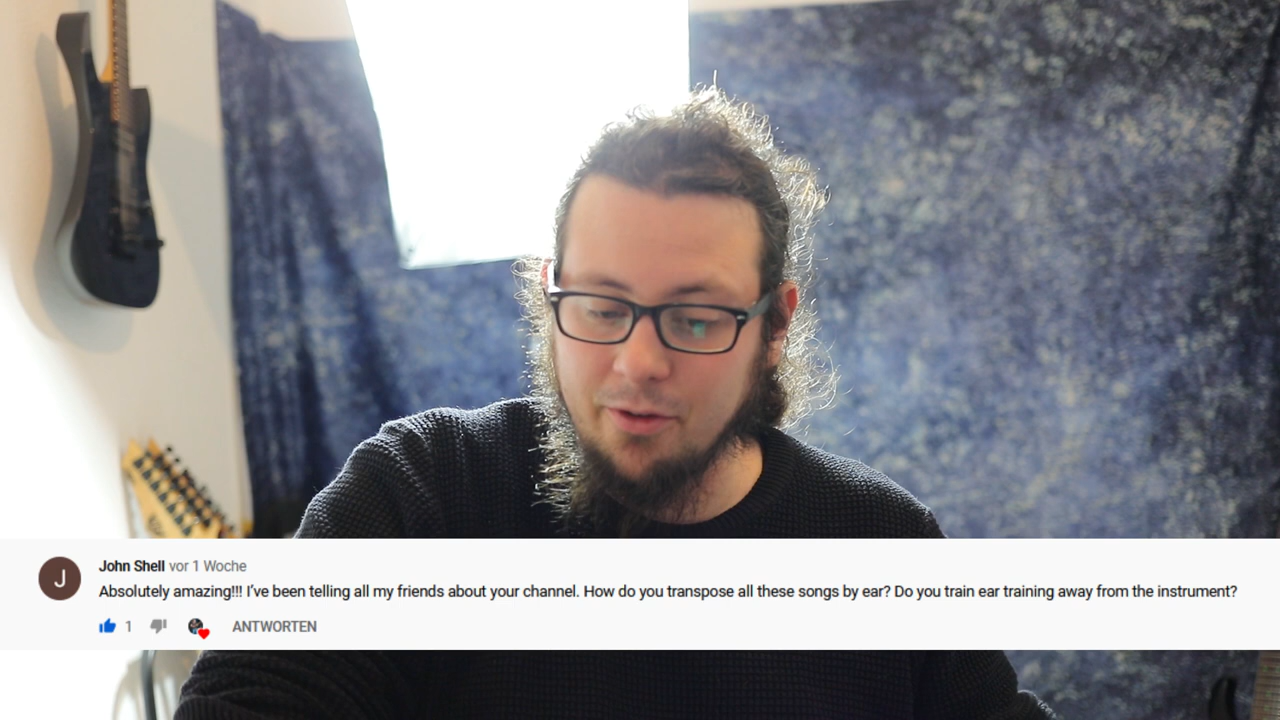 J
John Shell vor 1 Woche
Absolutely amazing!!! I've been telling all my friends about your channel. How do you transpose all these songs by ear? Do you train ear training away from the instrument?
1 ANTWORTEN